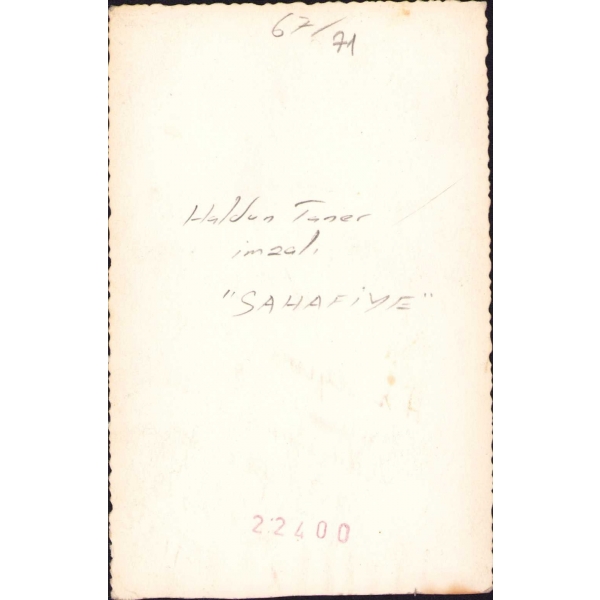 67/71
Haldun Taner
imzalı
"SAHAFİYE"
22400